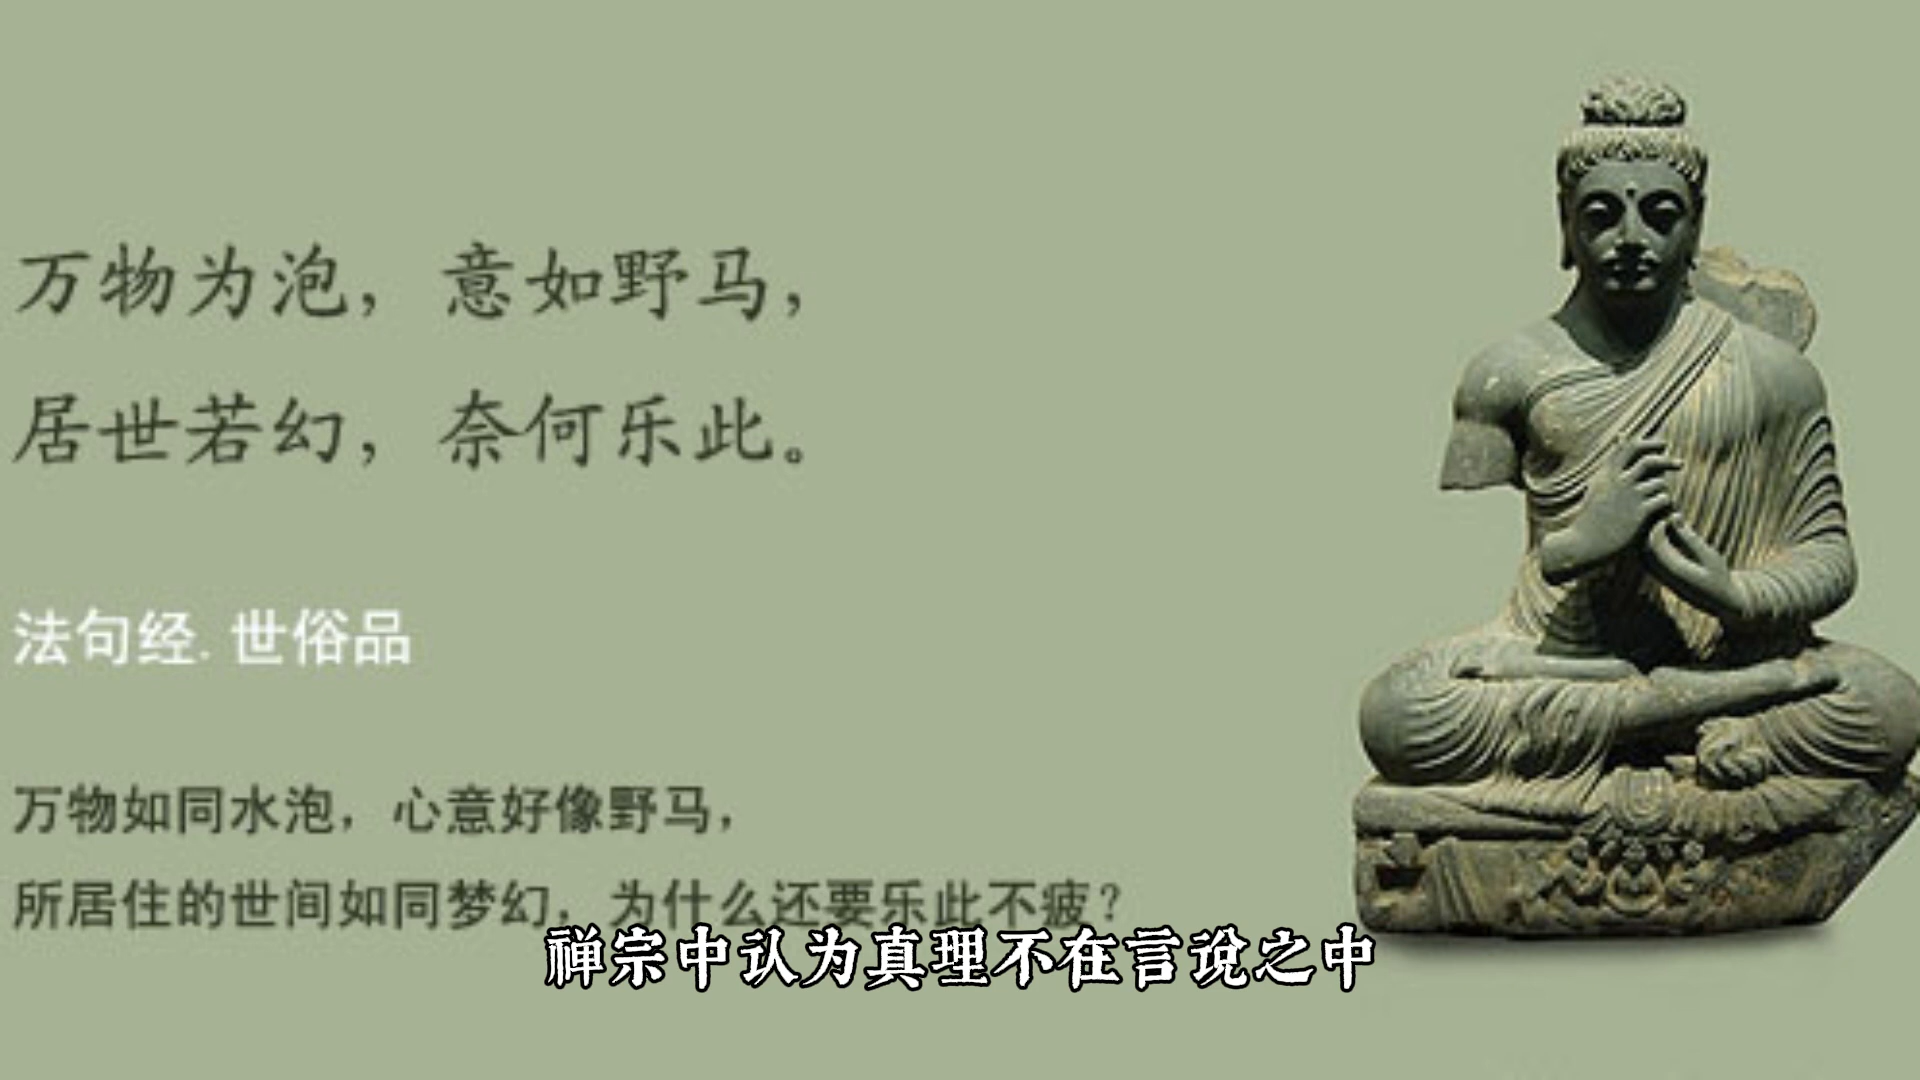 万物为泡，意如野马，
居世若幻，奈何乐此。
法句经.世俗品
万物如同水泡，心意好像野马，
所居住的世间如同梦幻，为什么还要乐此不疲？
禅宗中认为真理不在言说之中